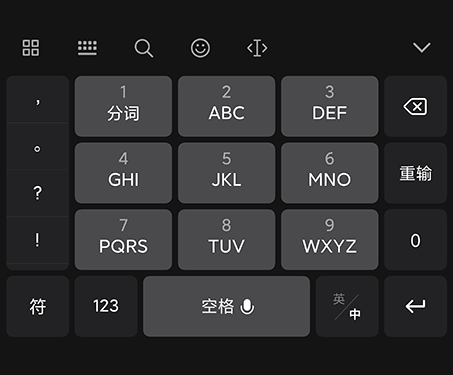 , 1 2 3
分词 ABC DEF
。 4 5 6 重输
GHI JKL MNO
?
! 7 8 9 0
PQRS TUV WXYZ
符 123 空格 英/中